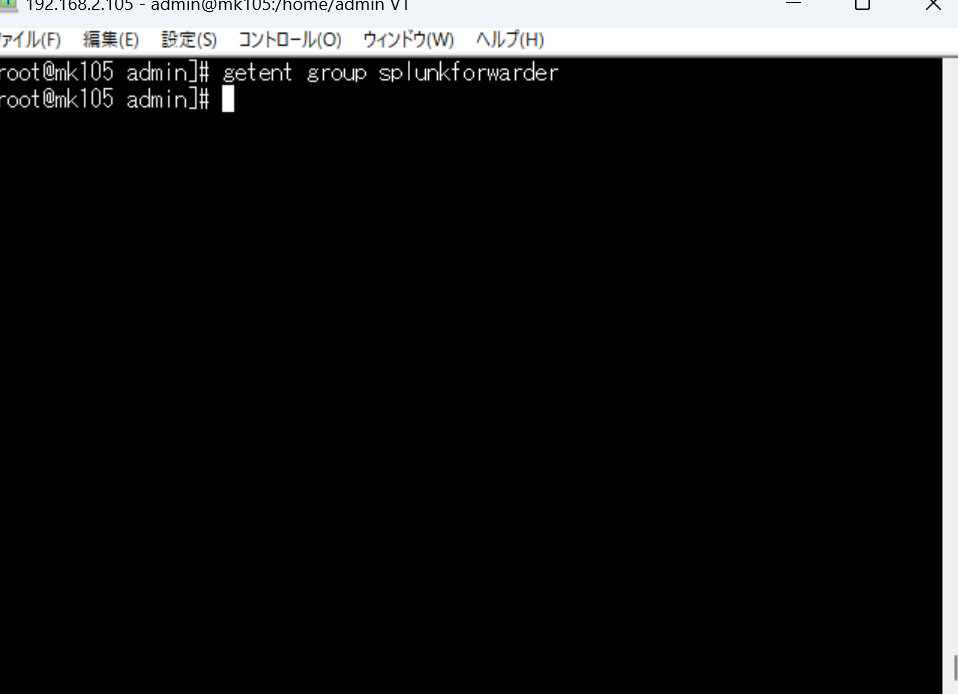 192.168.2.105 - admin@mk105:/home/admin VT
ァイル(F) 編集(E) 設定(S) コントロール(O) ウィンドウ(W) ヘルプ(H)
root@mk105 admin]# getent group splunkforwarder
root@mk105 admin]#